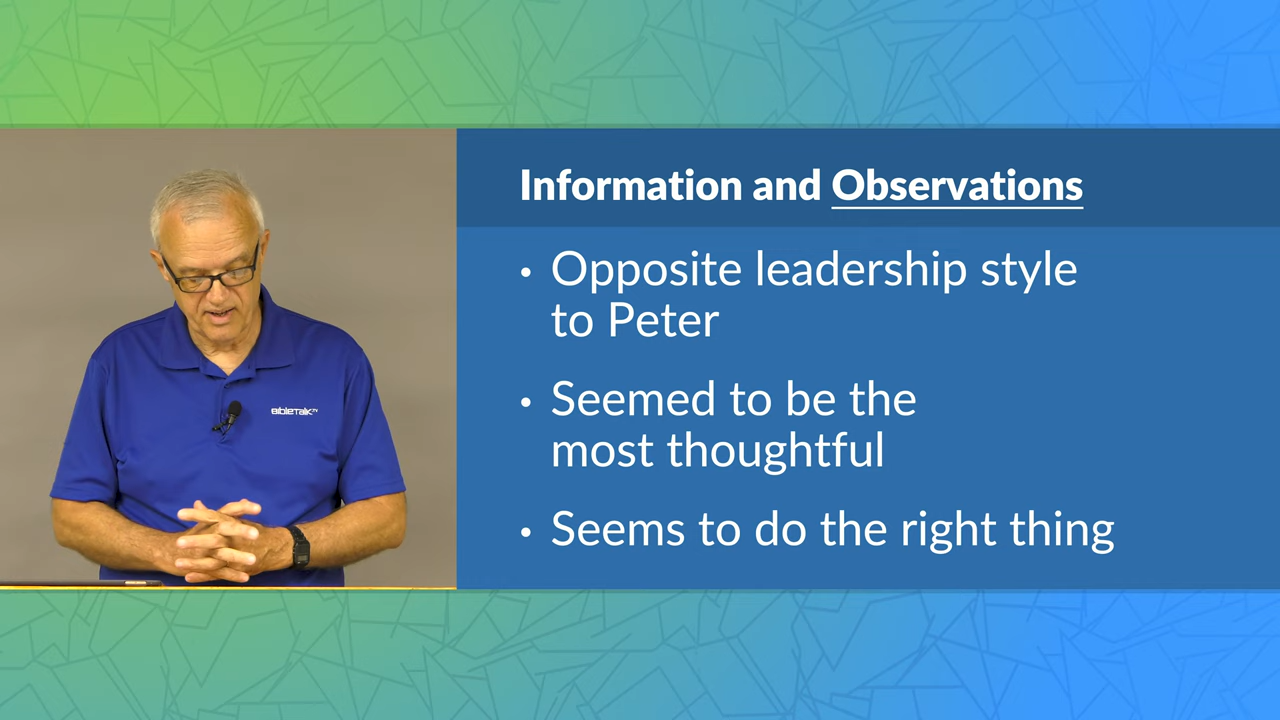 Information and Observations
• Opposite leadership style
to Peter
• Seemed to be the
most thoughtful
• Seems to do the right thing
BibleTalk TV